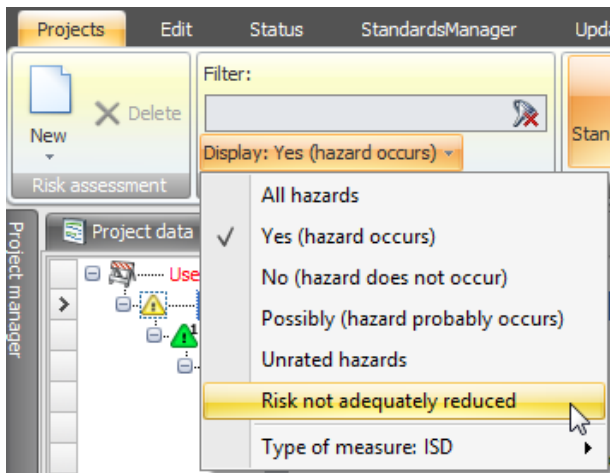 Projects Edit Status StandardsManager Upda
Filter:
New
Delete
Stan
Display: Yes (hazard occurs)
Risk assessment
Project manager
Project data
Use
1
All hazards
Yes (hazard occurs)
No (hazard does not occur)
Possibly (hazard probably occurs)
Unrated hazards
Risk not adequately reduced
Type of measure: ISD